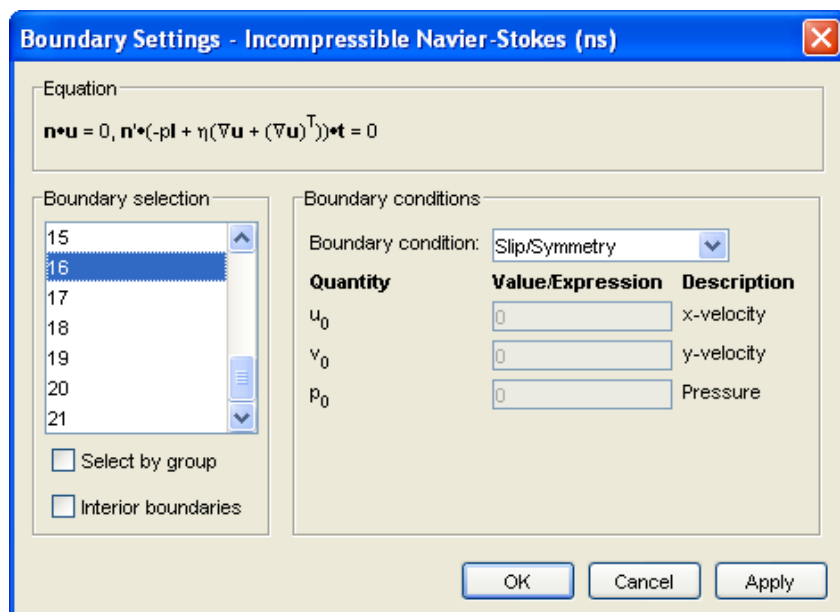 Boundary Settings - Incompressible Navier-Stokes (ns)
Equation
n•u = 0, n'•(-pI + η(∇u + (∇u)ᵀ))•t = 0
Boundary selection
15
16
17
18
19
20
21
Select by group
Interior boundaries
Boundary conditions
Boundary condition: Slip/Symmetry
Quantity Value/Expression Description
u₀ 0 x-velocity
v₀ 0 y-velocity
p₀ 0 Pressure
OK Cancel Apply